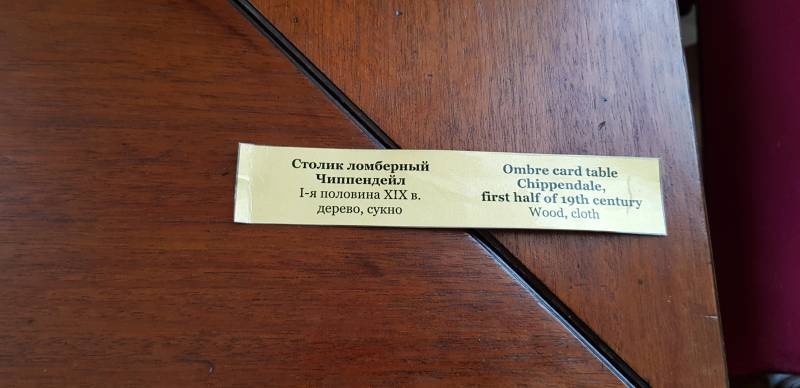 Столик ломберный
Чиппендейл
I-я половина XIX в.
дерево, сукно
Ombre card table
Chippendale,
first half of 19th century
Wood, cloth